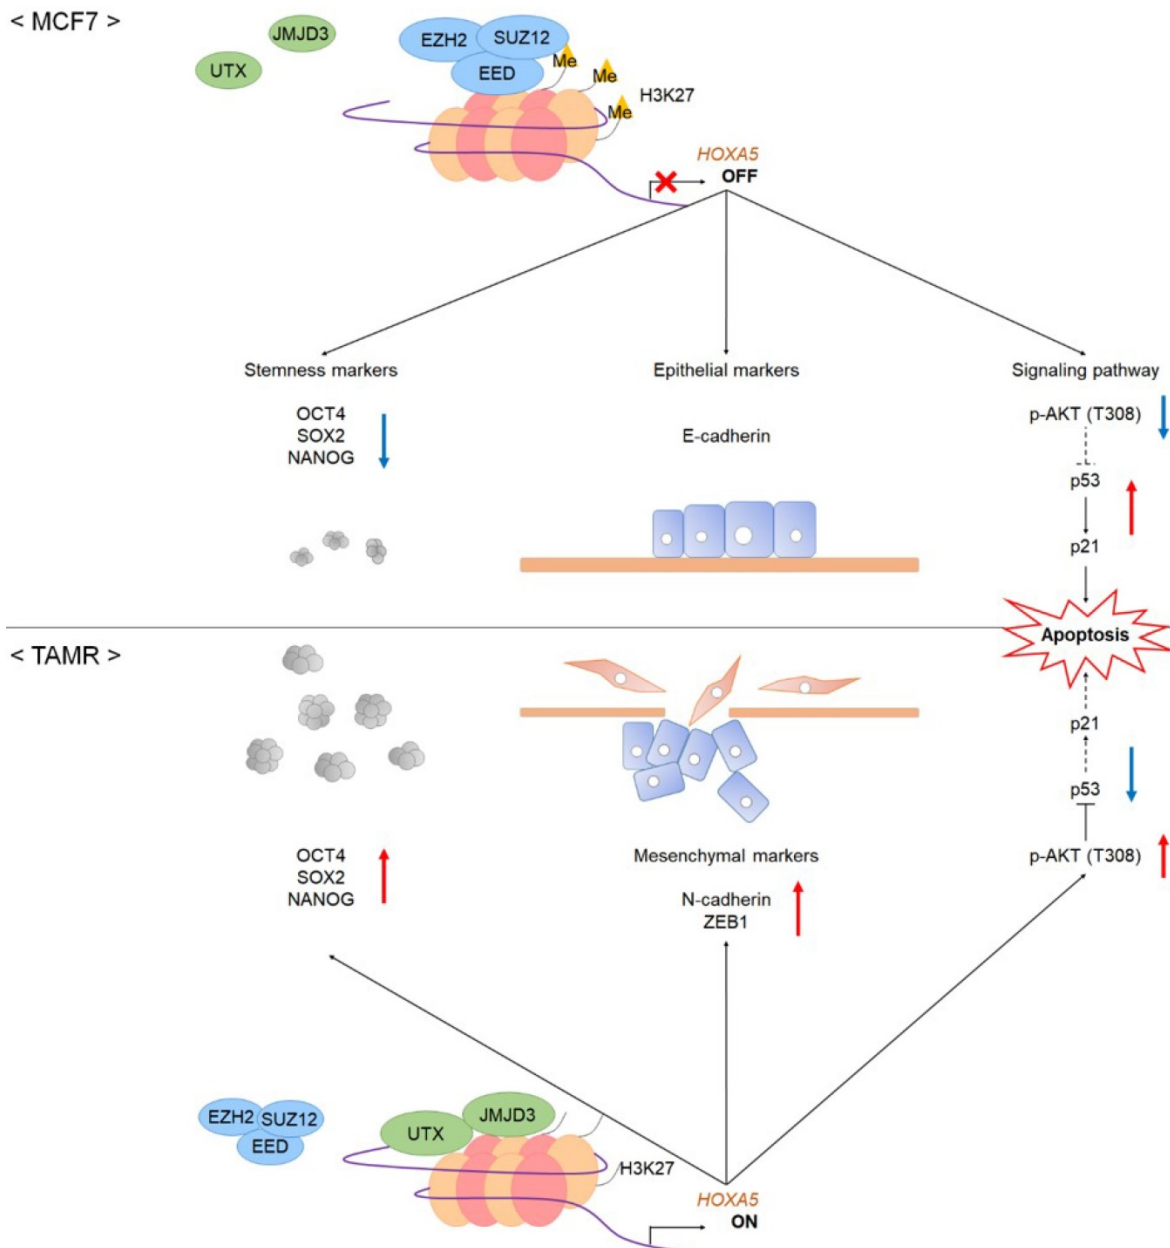 < MCF7 >
JMJD3
UTX
EZH2
SUZ12
EED
Me
Me
Me
H3K27
HOXA5
OFF
Stemness markers
Epithelial markers
Signaling pathway
OCT4
SOX2
NANOG
E-cadherin
p-AKT (T308)
p53
p21
Apoptosis
< TAMR >
p21
p53
p-AKT (T308)
OCT4
SOX2
NANOG
Mesenchymal markers
N-cadherin
ZEB1
EZH2
SUZ12
EED
UTX
JMJD3
H3K27
HOXA5
ON